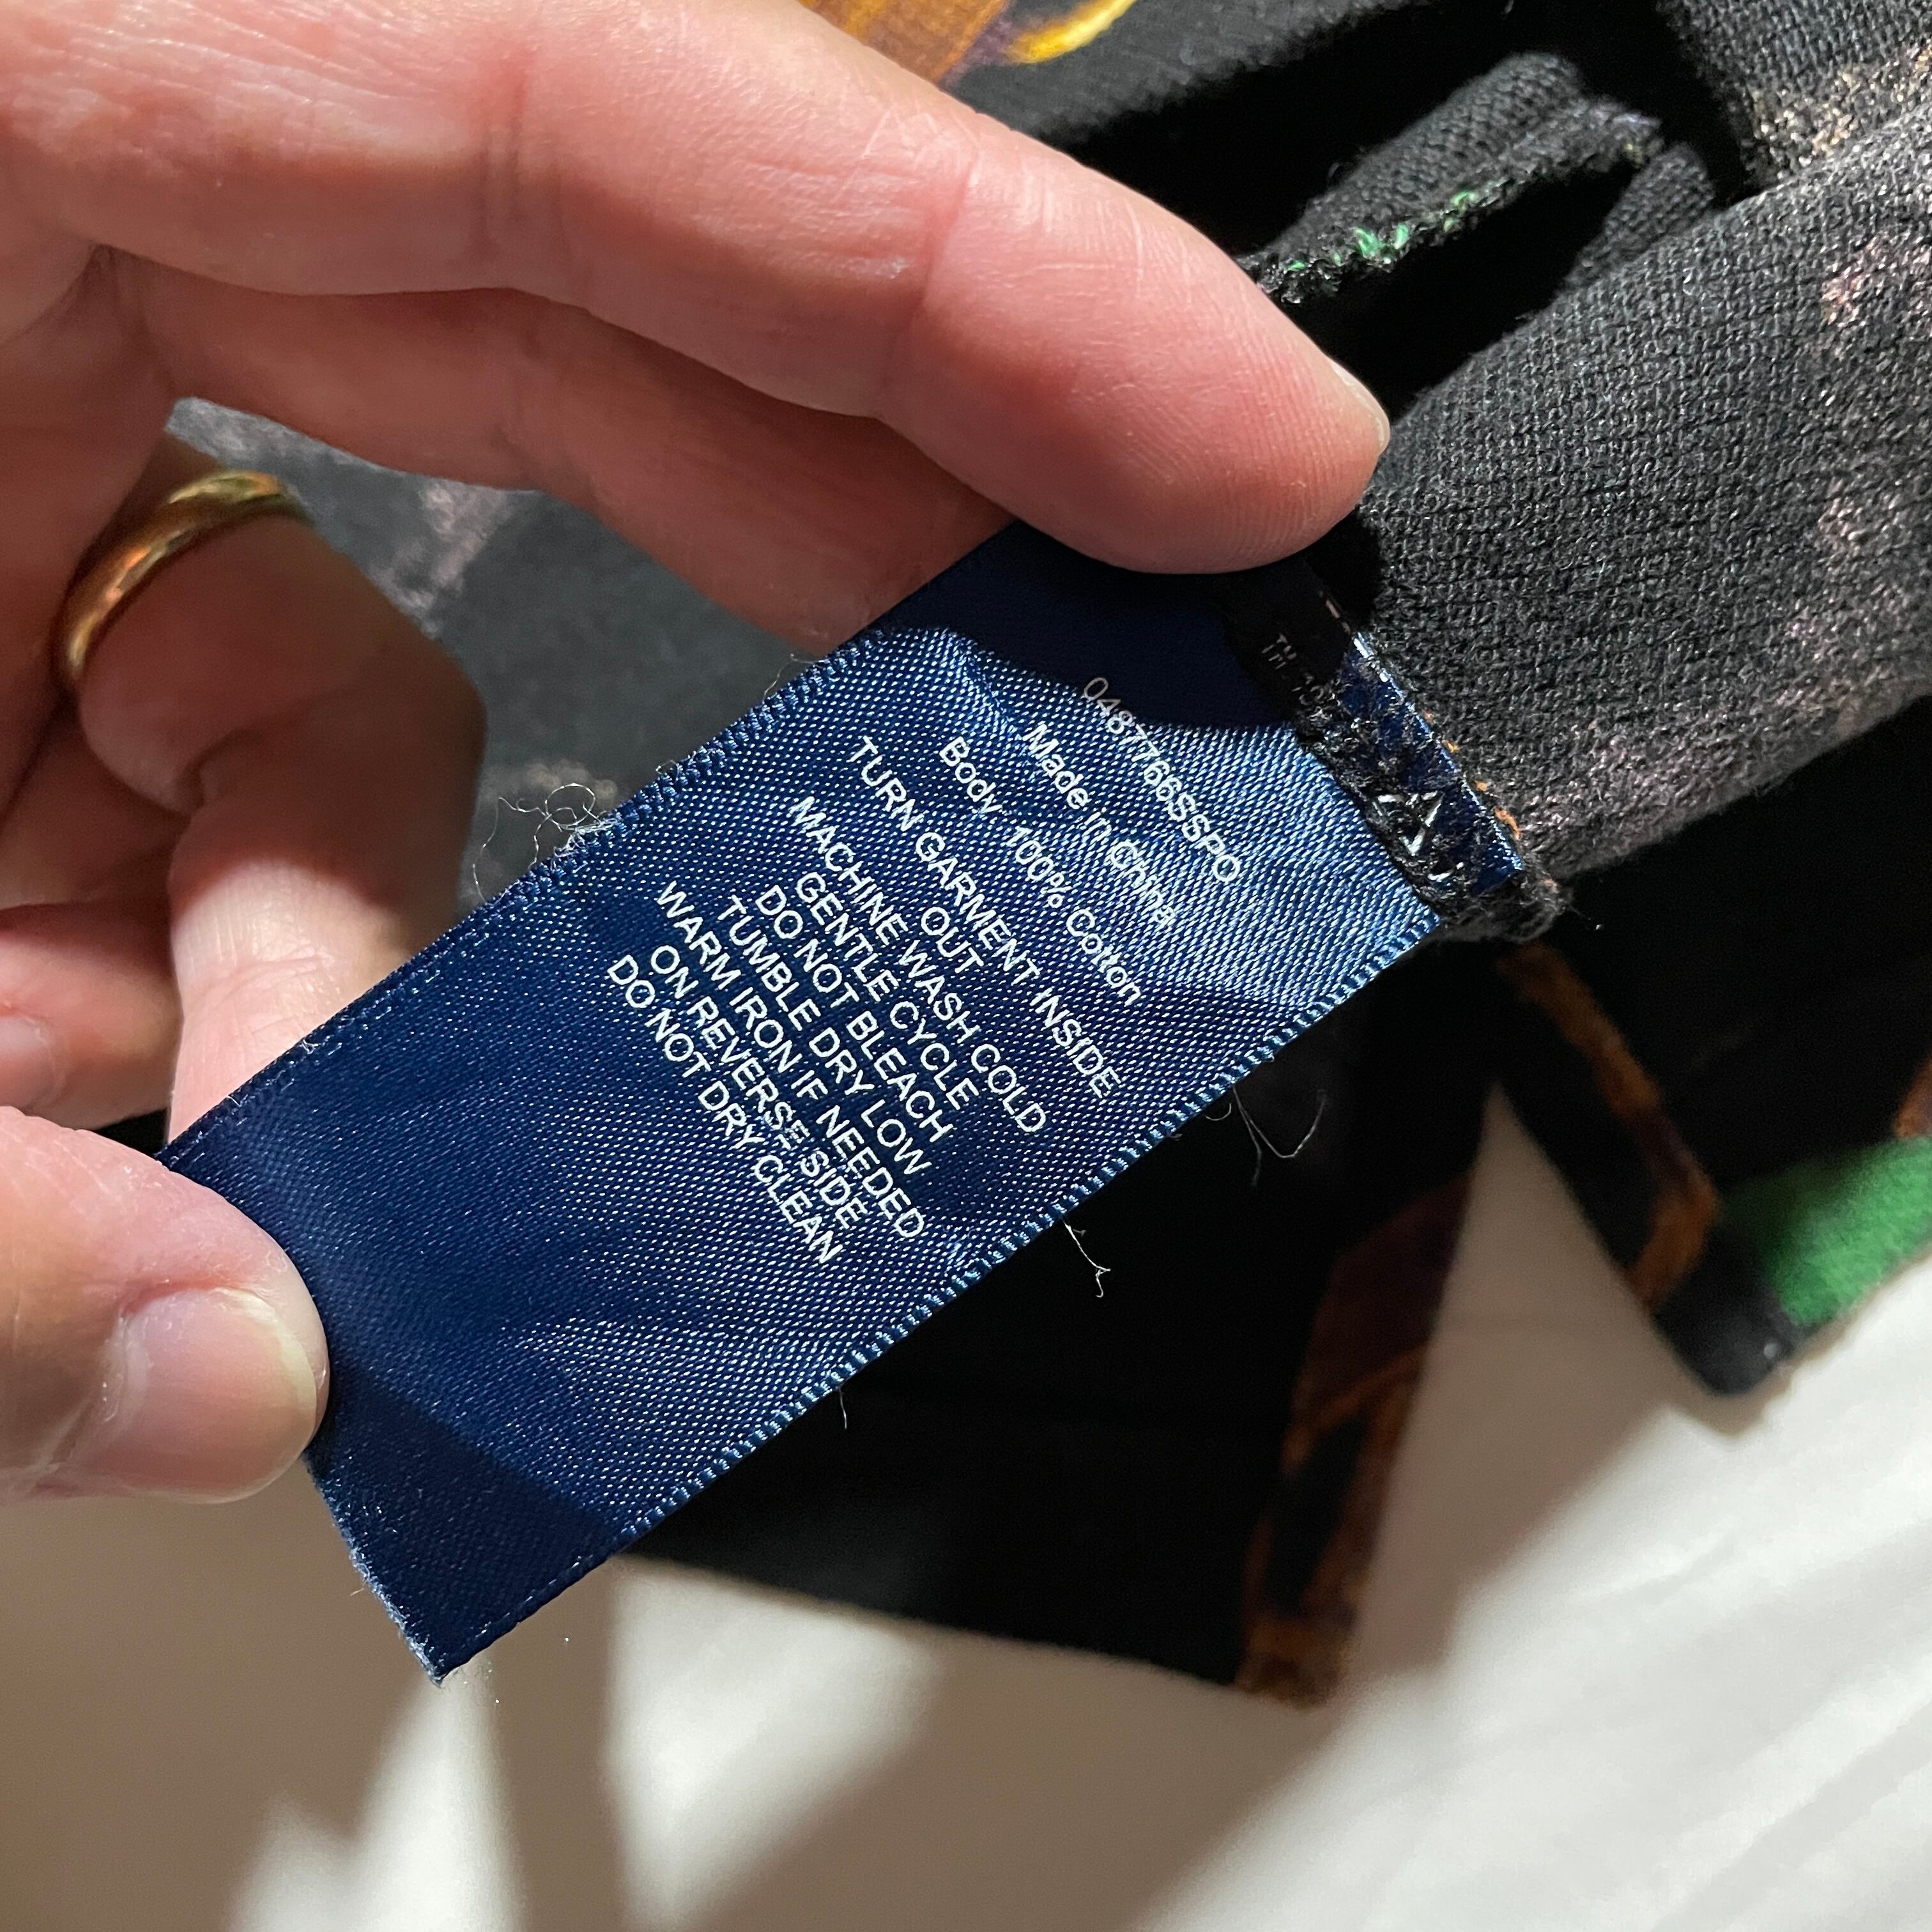 0487766SSPO
Made in China
Body 100% Cotton
TURN GARMENT INSIDE
OUT
MACHINE WASH COLD
GENTLE CYCLE
DO NOT BLEACH
TUMBLE DRY LOW
WARM IRON IF NEEDED
ON REVERSE SIDE
DO NOT DRY CLEAN